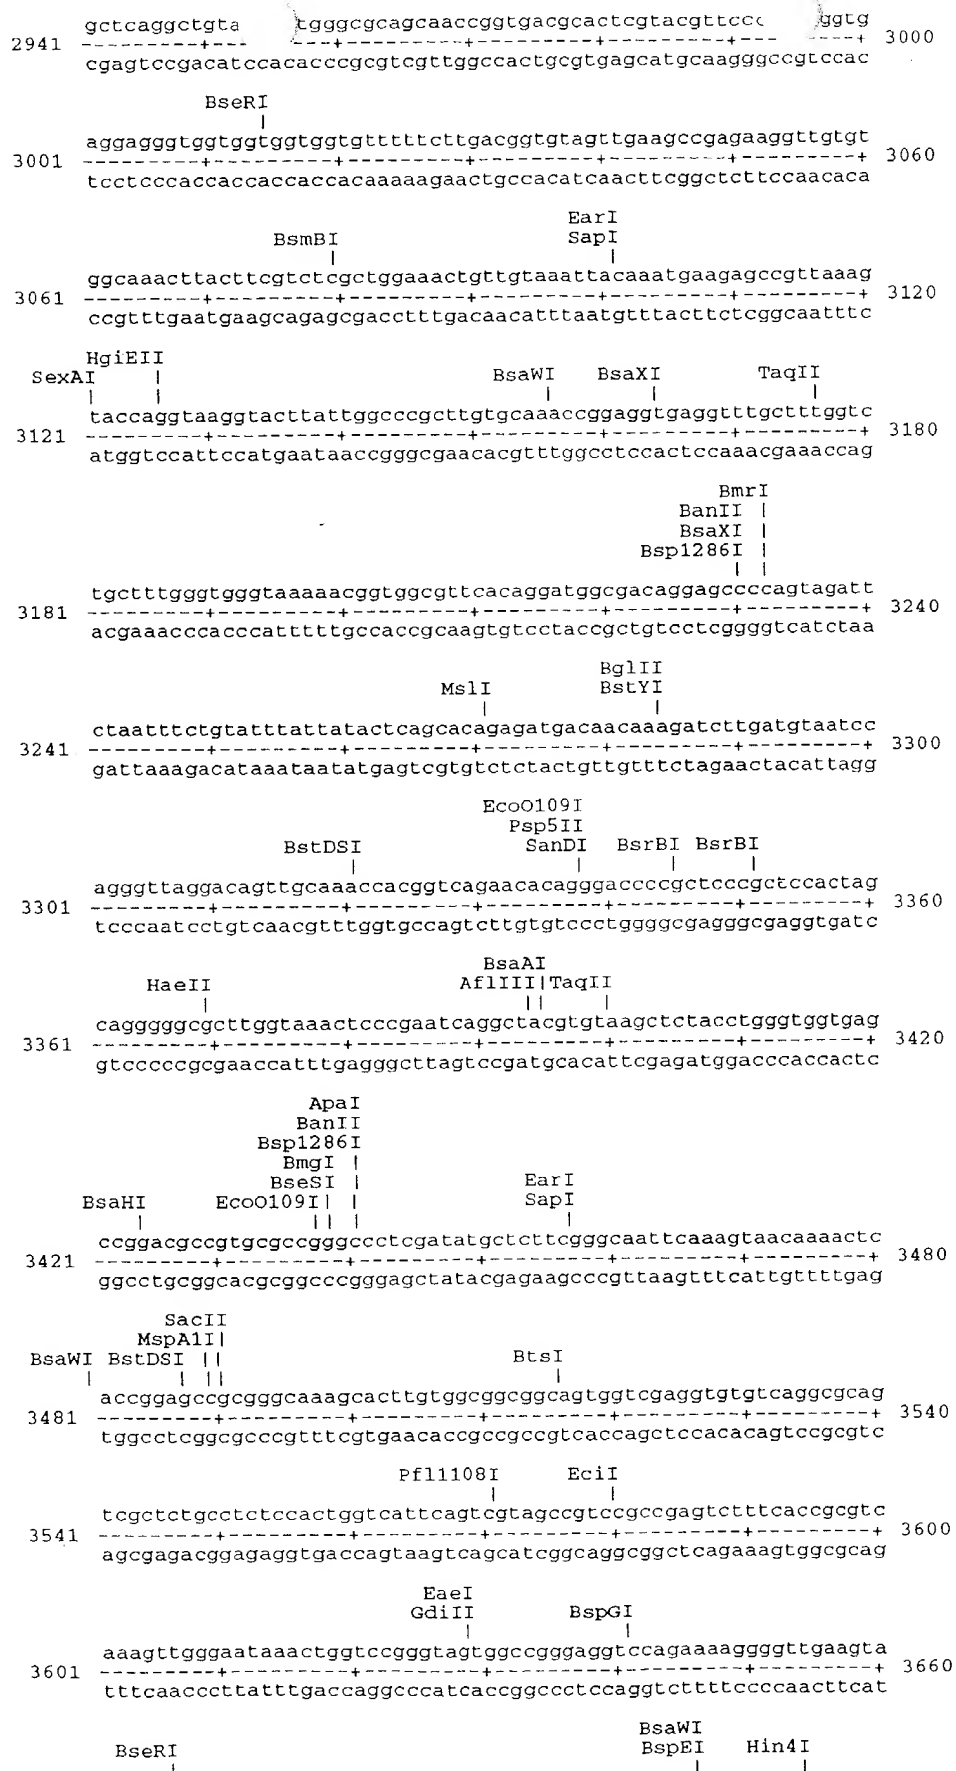 gctcaggctgta tgggcgcagcaaccggtgacgcactcgtacgttccc ggtg
2941 ---------+--- ---+---------+---------+---------+-- -----+ 3000
cgagtccgacatccacacccgcgtcgttggccactgcgtgagcatgcaagggccgtccac
BseRI
aggagggtggtggtggtggtgtttttcttgacggtgtagttgaagccgagaaggttgtgt
3001 ---------+---------+---------+---------+---------+---------+ 3060
tcctcccaccaccaccaccacaaaaagaactgccacatcaacttcggctcttccaacaca
EarI
BsmBI SapI
ggcaaacttacttcgtctcgctggaaactgttgtaaattacaaatgaagagccgttaaag
3061 ---------+---------+---------+---------+---------+---------+ 3120
ccgtttgaatgaagcagagcgacctttgacaacatttaatgtttacttctcggcaatttc
HgiEII
SexAI BsaWI BsaXI TaqII
taccaggtaaggtacttattggcccgcttgtgcaaaccggaggtgaggtttgctttggtc
3121 ---------+---------+---------+---------+---------+---------+ 3180
atggtccattccatgaataaccgggcgaacacgtttggcctccactccaaacgaaaccag
BmrI
BanII
BsaXI
Bsp1286I
tgctttgggtgggtaaaaacggtggcgttcacaggatggcgacaggagccccagtagatt
3181 ---------+---------+---------+---------+---------+---------+ 3240
acgaaacccacccatttttgccaccgcaagtgtcctaccgctgtcctcggggtcatctaa
BglII
MslI BstYI
ctaatttctgtatttattatactcagcacagagatgacaacaaagatcttgatgtaatcc
3241 ---------+---------+---------+---------+---------+---------+ 3300
gattaaagacataaataatatgagtcgtgtctctactgttgtttctagaactacattagg
EcoO109I
Psp5II
BstDSI SanDI BsrBI BsrBI
agggttaggacagttgcaaaccacggtcagaacacagggaccccgctcccgctccactag
3301 ---------+---------+---------+---------+---------+---------+ 3360
tcccaatcctgtcaacgtttggtgccagtcttgtgtccctggggcgagggcgaggtgatc
BsaAI
HaeII AflIII TaqII
cagggggcgcttggtaaactcccgaatcaggctacgtgtaagctctacctgggtggtgag
3361 ---------+---------+---------+---------+---------+---------+ 3420
gtcccccgcgaaccatttgagggcttagtccgatgcacattcgagatggacccaccactc
ApaI
BanII
Bsp1286I
BmgI
BseSI EarI
BsaHI EcoO109I SapI
ccggacgccgtgcgccgggccctcgatatgctcttcgggcaattcaaagtaacaaaactc
3421 ---------+---------+---------+---------+---------+---------+ 3480
ggcctgcggcacgcggcccgggagctatacgagaagcccgttaagtttcattgttttgag
SacII
MspA1I
BsaWI BstDSI BtsI
accggagccgcgggcaaagcacttgtggcggcggcagtggtcgaggtgtgtcaggcgcag
3481 ---------+---------+---------+---------+---------+---------+ 3540
tggcctcggcgcccgtttcgtgaacaccgccgccgtcaccagctccacacagtccgcgtc
Pfl1108I EciI
tcgctctgcctctccactggtcattcagtcgtagccgtccgccgagtctttcaccgcgtc
3541 ---------+---------+---------+---------+---------+---------+ 3600
agcgagacggagaggtgaccagtaagtcagcatcggcaggcggctcagaaagtggcgcag
EaeI
GdiII BspGI
aaagttgggaataaactggtccgggtagtggccgggaggtccagaaaaggggttgaagta
3601 ---------+---------+---------+---------+---------+---------+ 3660
tttcaacccttatttgaccaggcccatcaccggccctccaggtcttttccccaacttcat
BsaWI
BseRI BspEI Hin4I